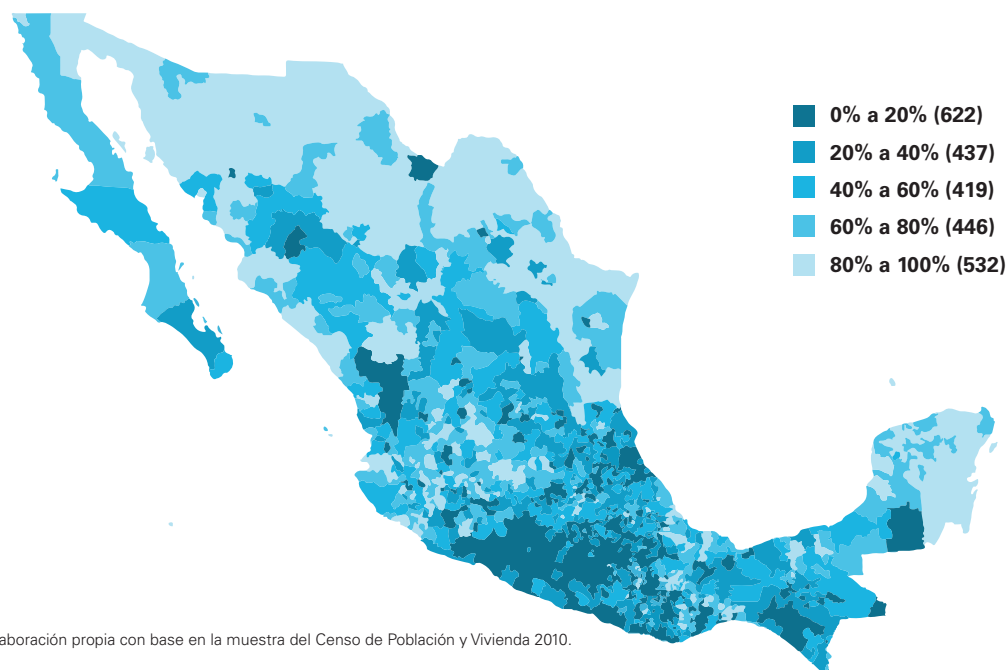 0% a 20% (622)
20% a 40% (437)
40% a 60% (419)
60% a 80% (446)
80% a 100% (532)
aboración propia con base en la muestra del Censo de Población y Vivienda 2010.